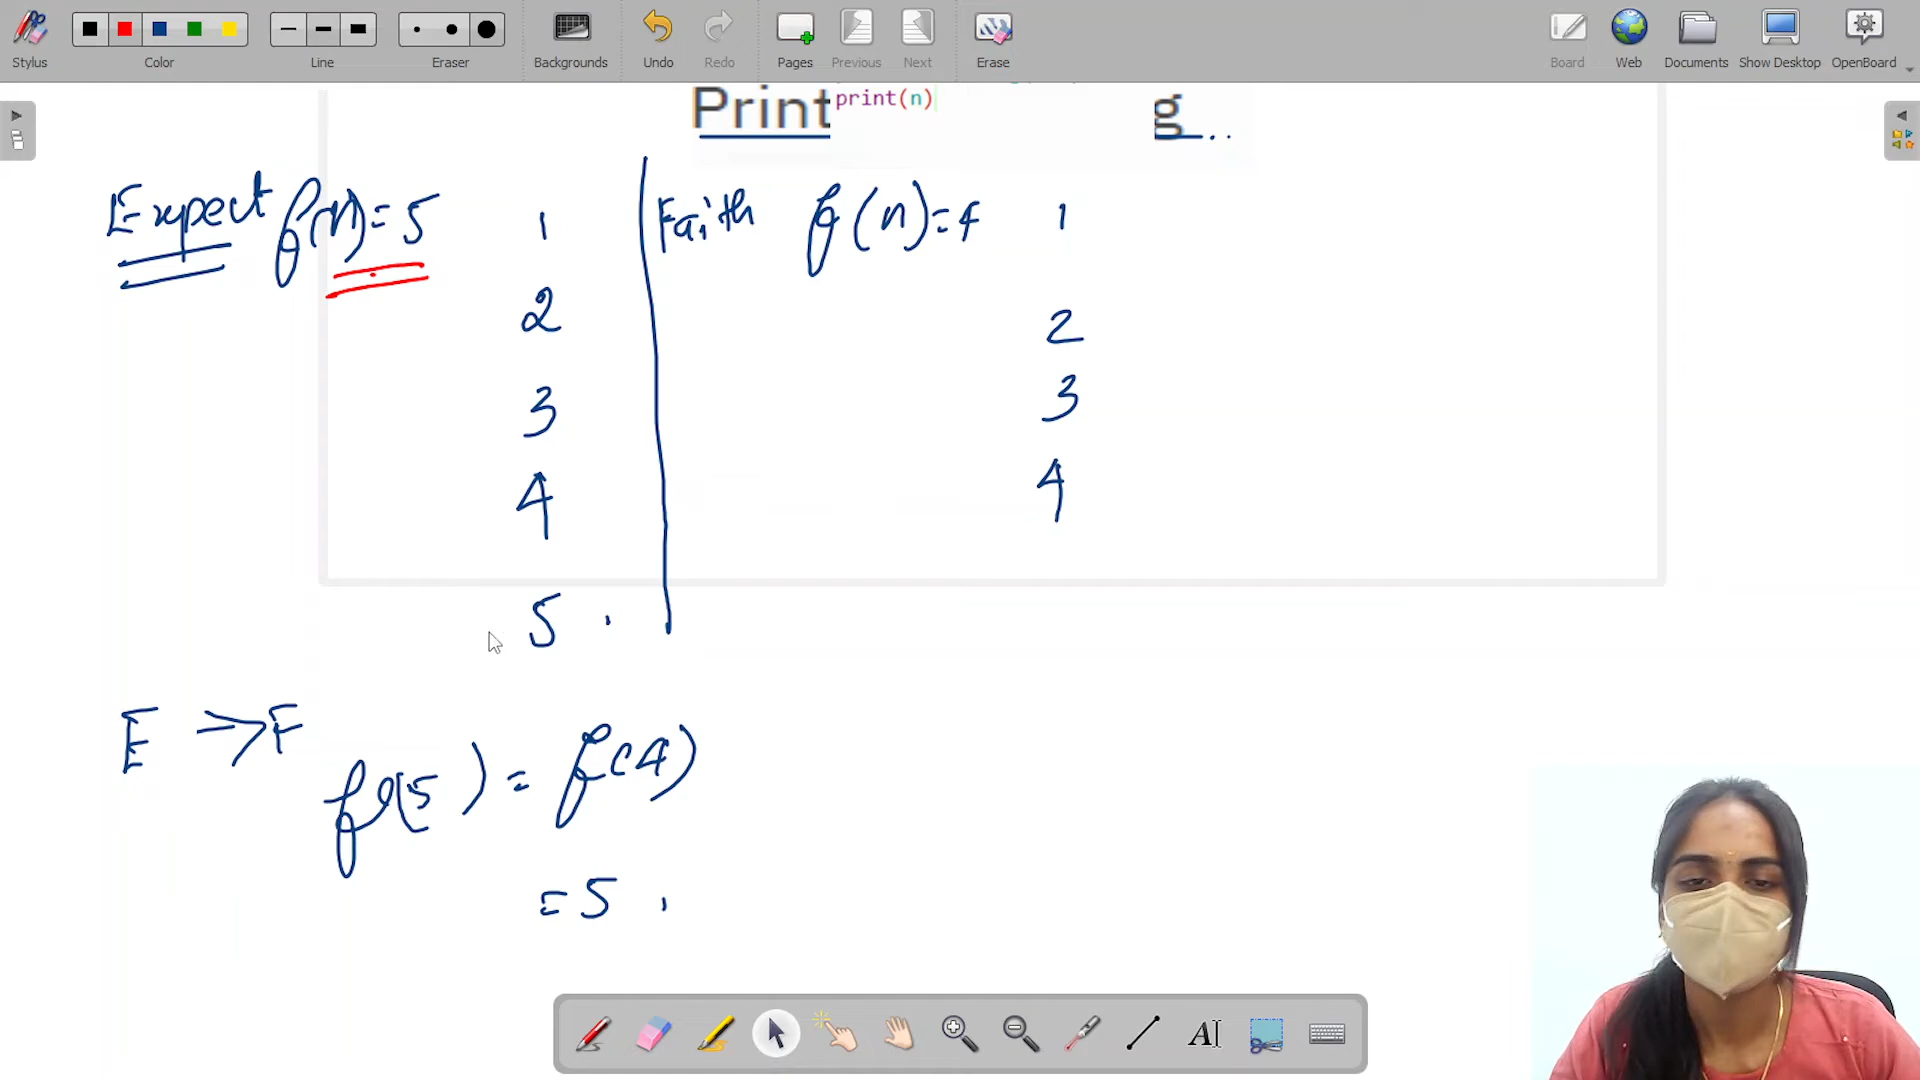 Stylus
Color
Line
Eraser
Backgrounds
Undo
Redo
Pages
Previous
Next
Erase
Board
Web
Documents
Show Desktop
OpenBoard
Print print(n) g ..
Expect f(n)=5 1
2
3
4
5 .
Faith f(n)=4 1
2
3
4
E → F
f(5) = f(4)
= 5 .